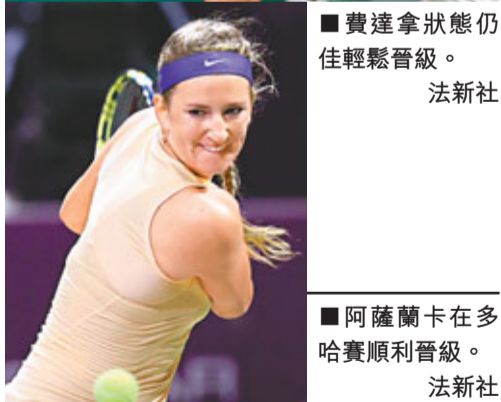 ■費達拿狀態仍
佳輕鬆晉級。
法新社
■阿薩蘭卡在多
哈賽順利晉級。
法新社